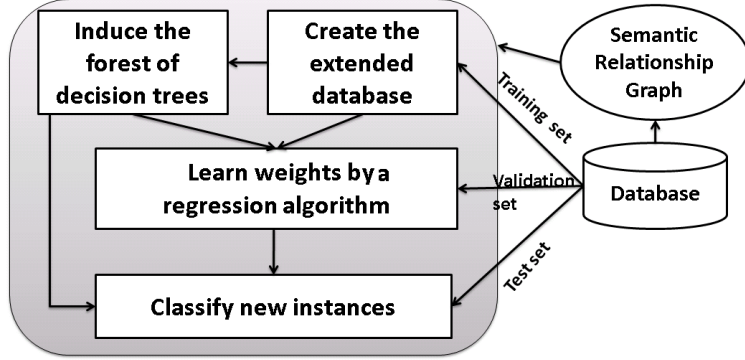 Induce the
forest of
decision trees
Create the
extended
database
Semantic
Relationship
Graph
Training set
Learn weights by a
regression algorithm
Validation
set
Database
Test set
Classify new instances